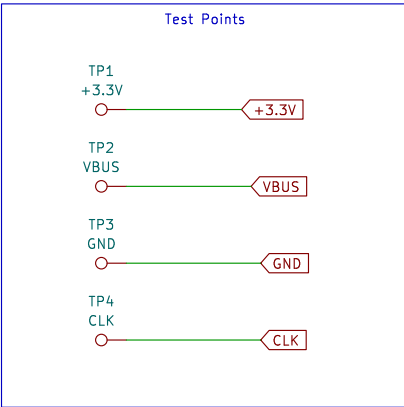 Test Points
TP1
+3.3V
+3.3V
TP2
VBUS
VBUS
TP3
GND
GND
TP4
CLK
CLK